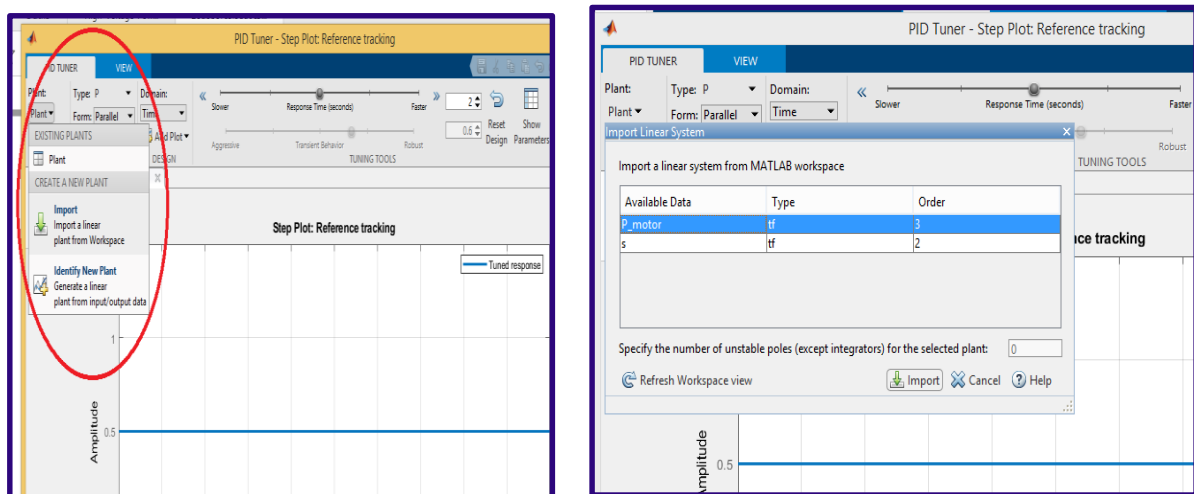 PID Tuner - Step Plot: Reference tracking
PID TUNER VIEW
Plant: Type: P Domain:
Plant Form: Parallel Time
Slower Response Time (seconds) Faster 2
Aggressive Transient Behavior Robust 0.6
Reset Design
Show Parameters
Add Plot
DESIGN TUNING TOOLS
EXISTING PLANTS
Plant
CREATE A NEW PLANT
Import
Import a linear
plant from Workspace
Identify New Plant
Generate a linear
plant from input/output data
Step Plot: Reference tracking
Tuned response
1
0.5
Amplitude
PID Tuner - Step Plot: Reference tracking
PID TUNER VIEW
Plant: Type: P Domain:
Plant Form: Parallel Time
Slower Response Time (seconds) Faster
Robust
TUNING TOOLS
Import Linear System
Import a linear system from MATLAB workspace
Available Data Type Order
P_motor tf 3
s tf 2
Specify the number of unstable poles (except integrators) for the selected plant: 0
Refresh Workspace view Import Cancel Help
ce tracking
0.5
mplitude